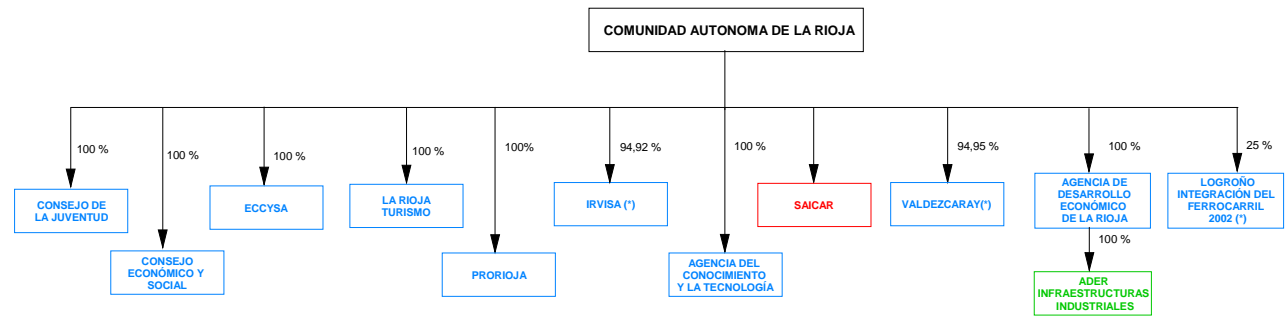 COMUNIDAD AUTONOMA DE LA RIOJA
100 %
100 %
100 %
100 %
100%
94,92 %
100 %
94,95 %
100 %
25 %
CONSEJO DE
LA JUVENTUD
ECCYSA
LA RIOJA
TURISMO
IRVISA (*)
SAICAR
VALDEZCARAY(*)
AGENCIA DE
DESARROLLO
ECONÓMICO
DE LA RIOJA
LOGROÑO
INTEGRACIÓN DEL
FERROCARRIL
2002 (*)
CONSEJO
ECONÓMICO Y
SOCIAL
PRORIOJA
AGENCIA DEL
CONOCIMIENTO
Y LA TECNOLOGÍA
100 %
ADER
INFRAESTRUCTURAS
INDUSTRIALES